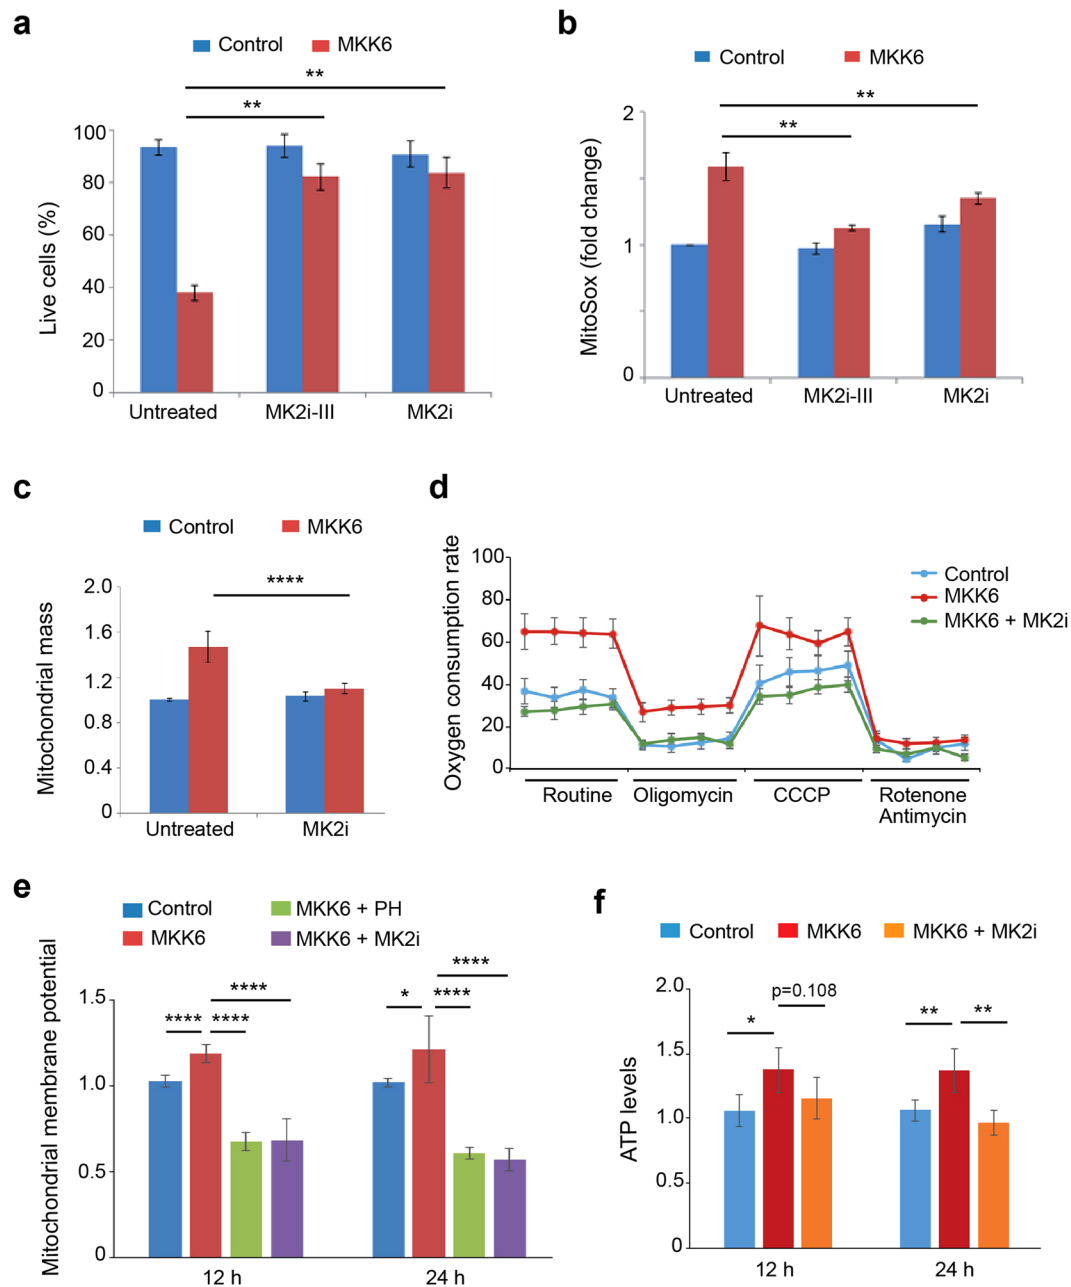 a
Control MKK6
**
**
Live cells (%)
100
80
60
40
20
0
Untreated MK2i-III MK2i
b
Control MKK6
**
**
MitoSox (fold change)
2
1
0
Untreated MK2i-III MK2i
c
Control MKK6
****
Mitochondrial mass
2.0
1.6
1.2
0.8
0.4
0
Untreated MK2i
d
Oxygen consumption rate
100
80
60
40
20
0
Control
MKK6
MKK6 + MK2i
Routine Oligomycin CCCP Rotenone
Antimycin
e
Control MKK6 + PH
MKK6 MKK6 + MK2i
Mitochondrial membrane potential
1.5
1.0
0.5
0
****
**** ****
****
* ****
12 h 24 h
f
Control MKK6 MKK6 + MK2i
ATP levels
2.0
1.5
1.0
0.5
0
p=0.108
*
** **
12 h 24 h